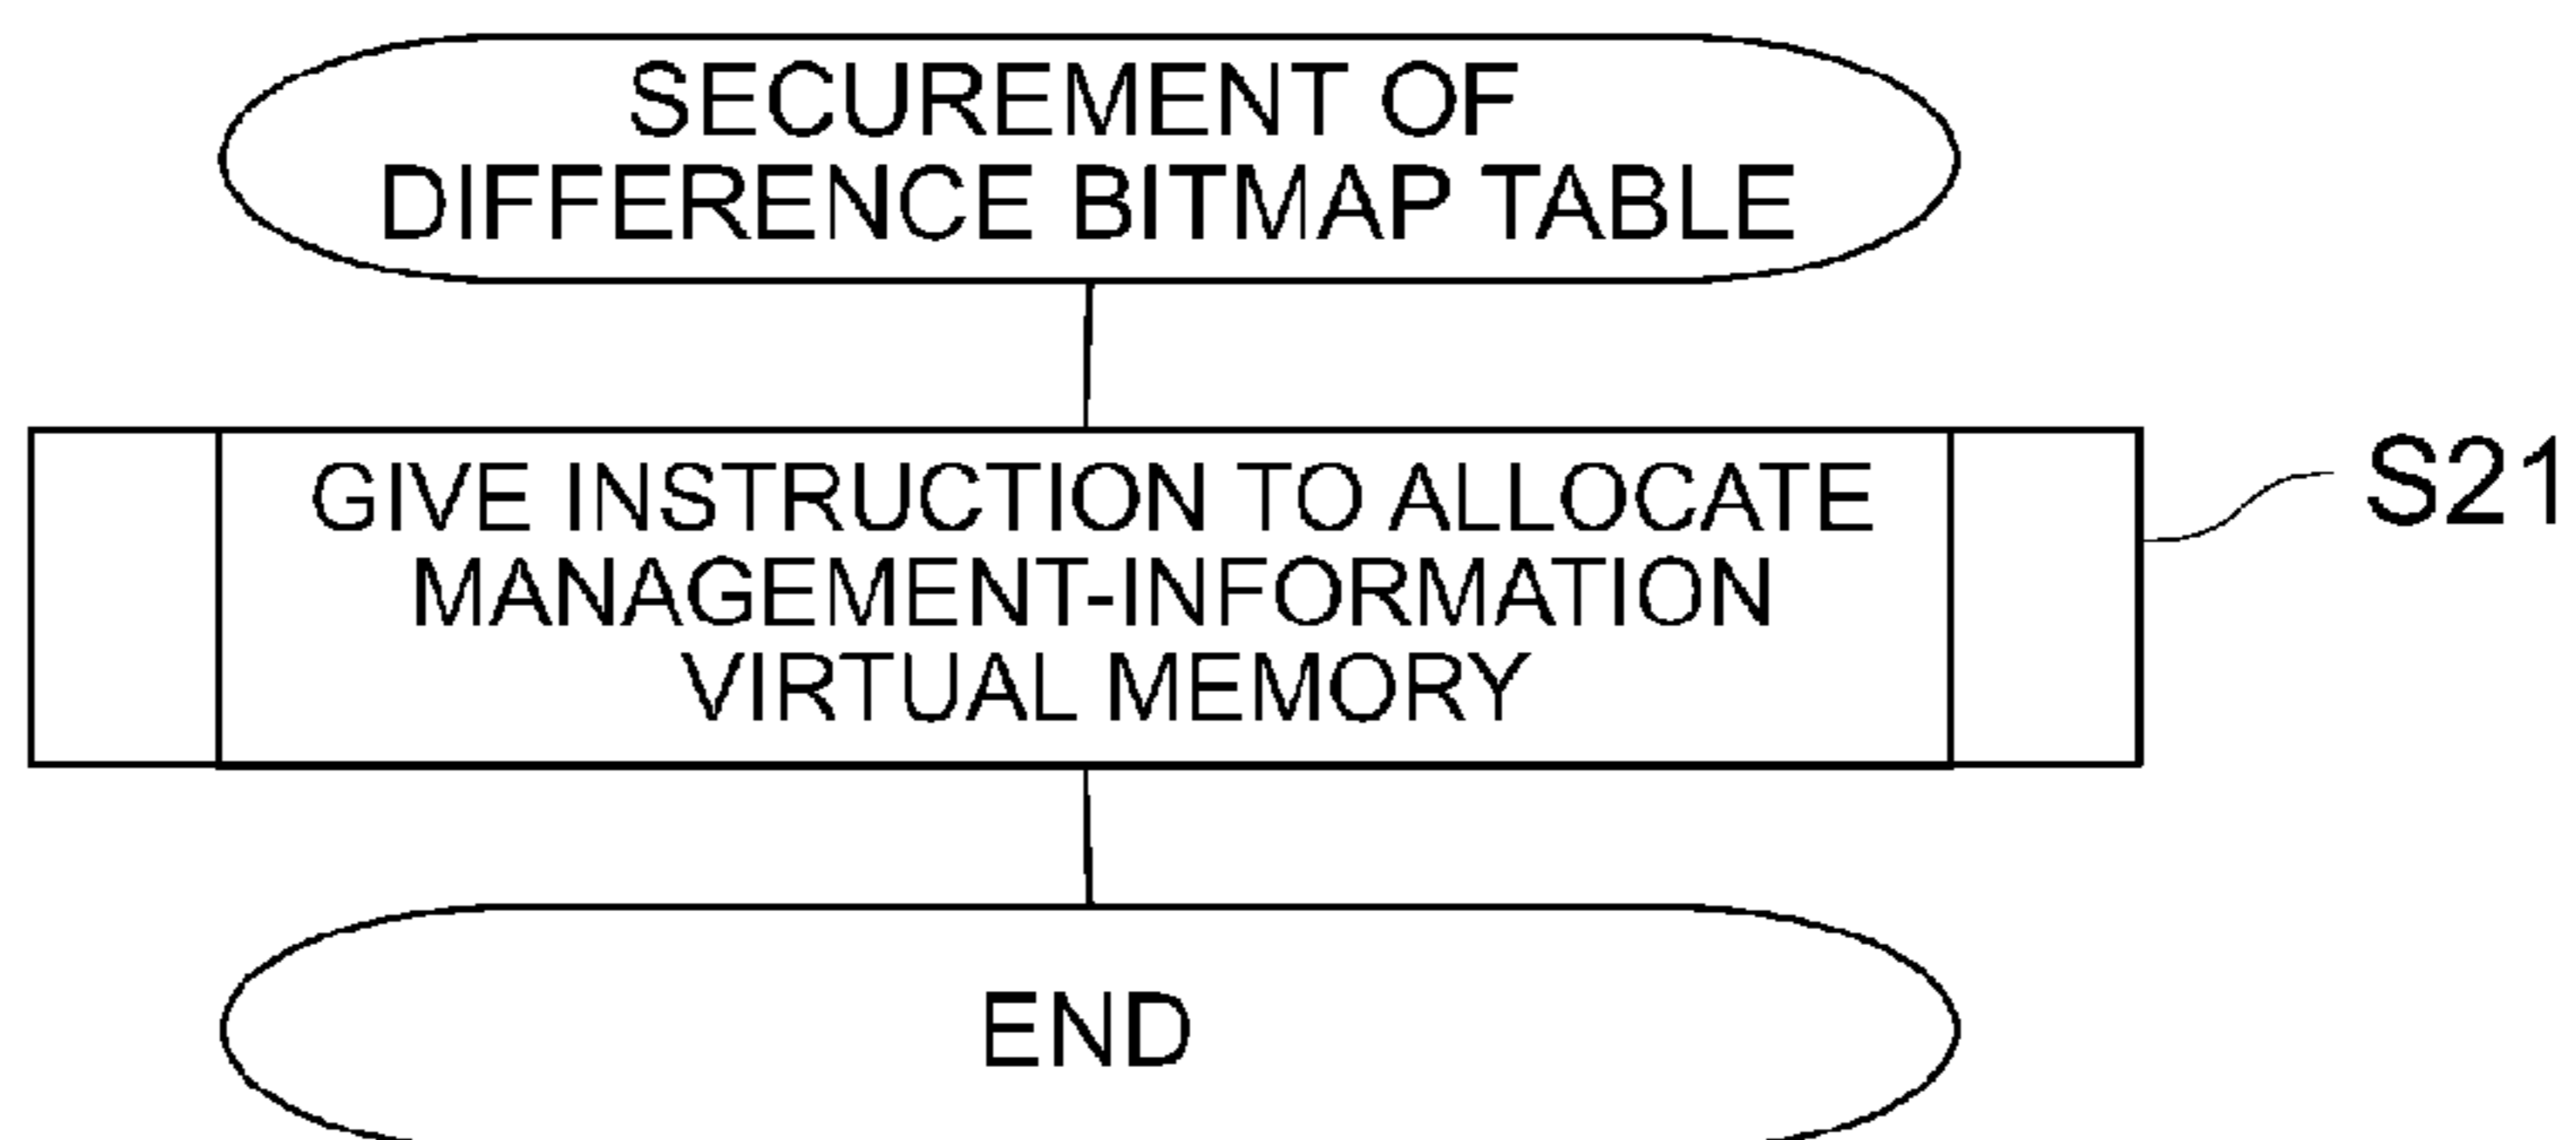 SECUREMENT OF
DIFFERENCE BITMAP TABLE
GIVE INSTRUCTION TO ALLOCATE
MANAGEMENT-INFORMATION
VIRTUAL MEMORY
S21
END